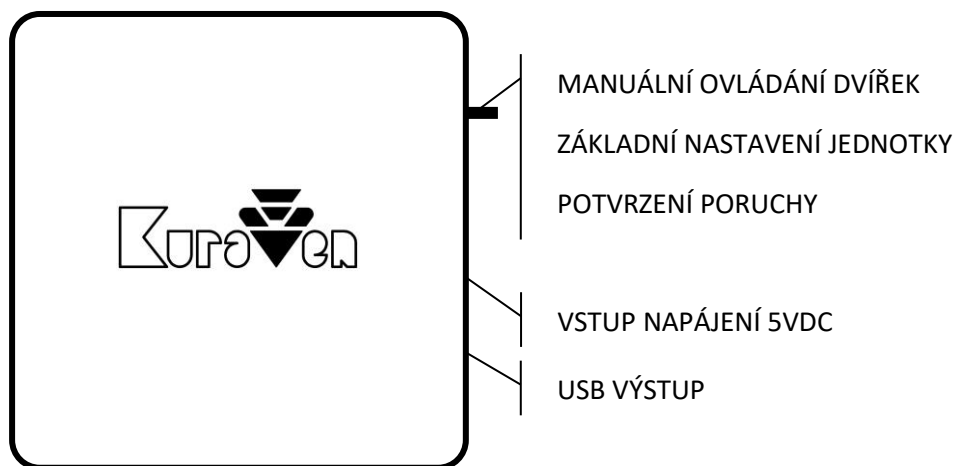 KuraVen
MANUÁLNÍ OVLÁDÁNÍ DVÍŘEK
ZÁKLADNÍ NASTAVENÍ JEDNOTKY
POTVRZENÍ PORUCHY
VSTUP NAPÁJENÍ 5VDC
USB VÝSTUP